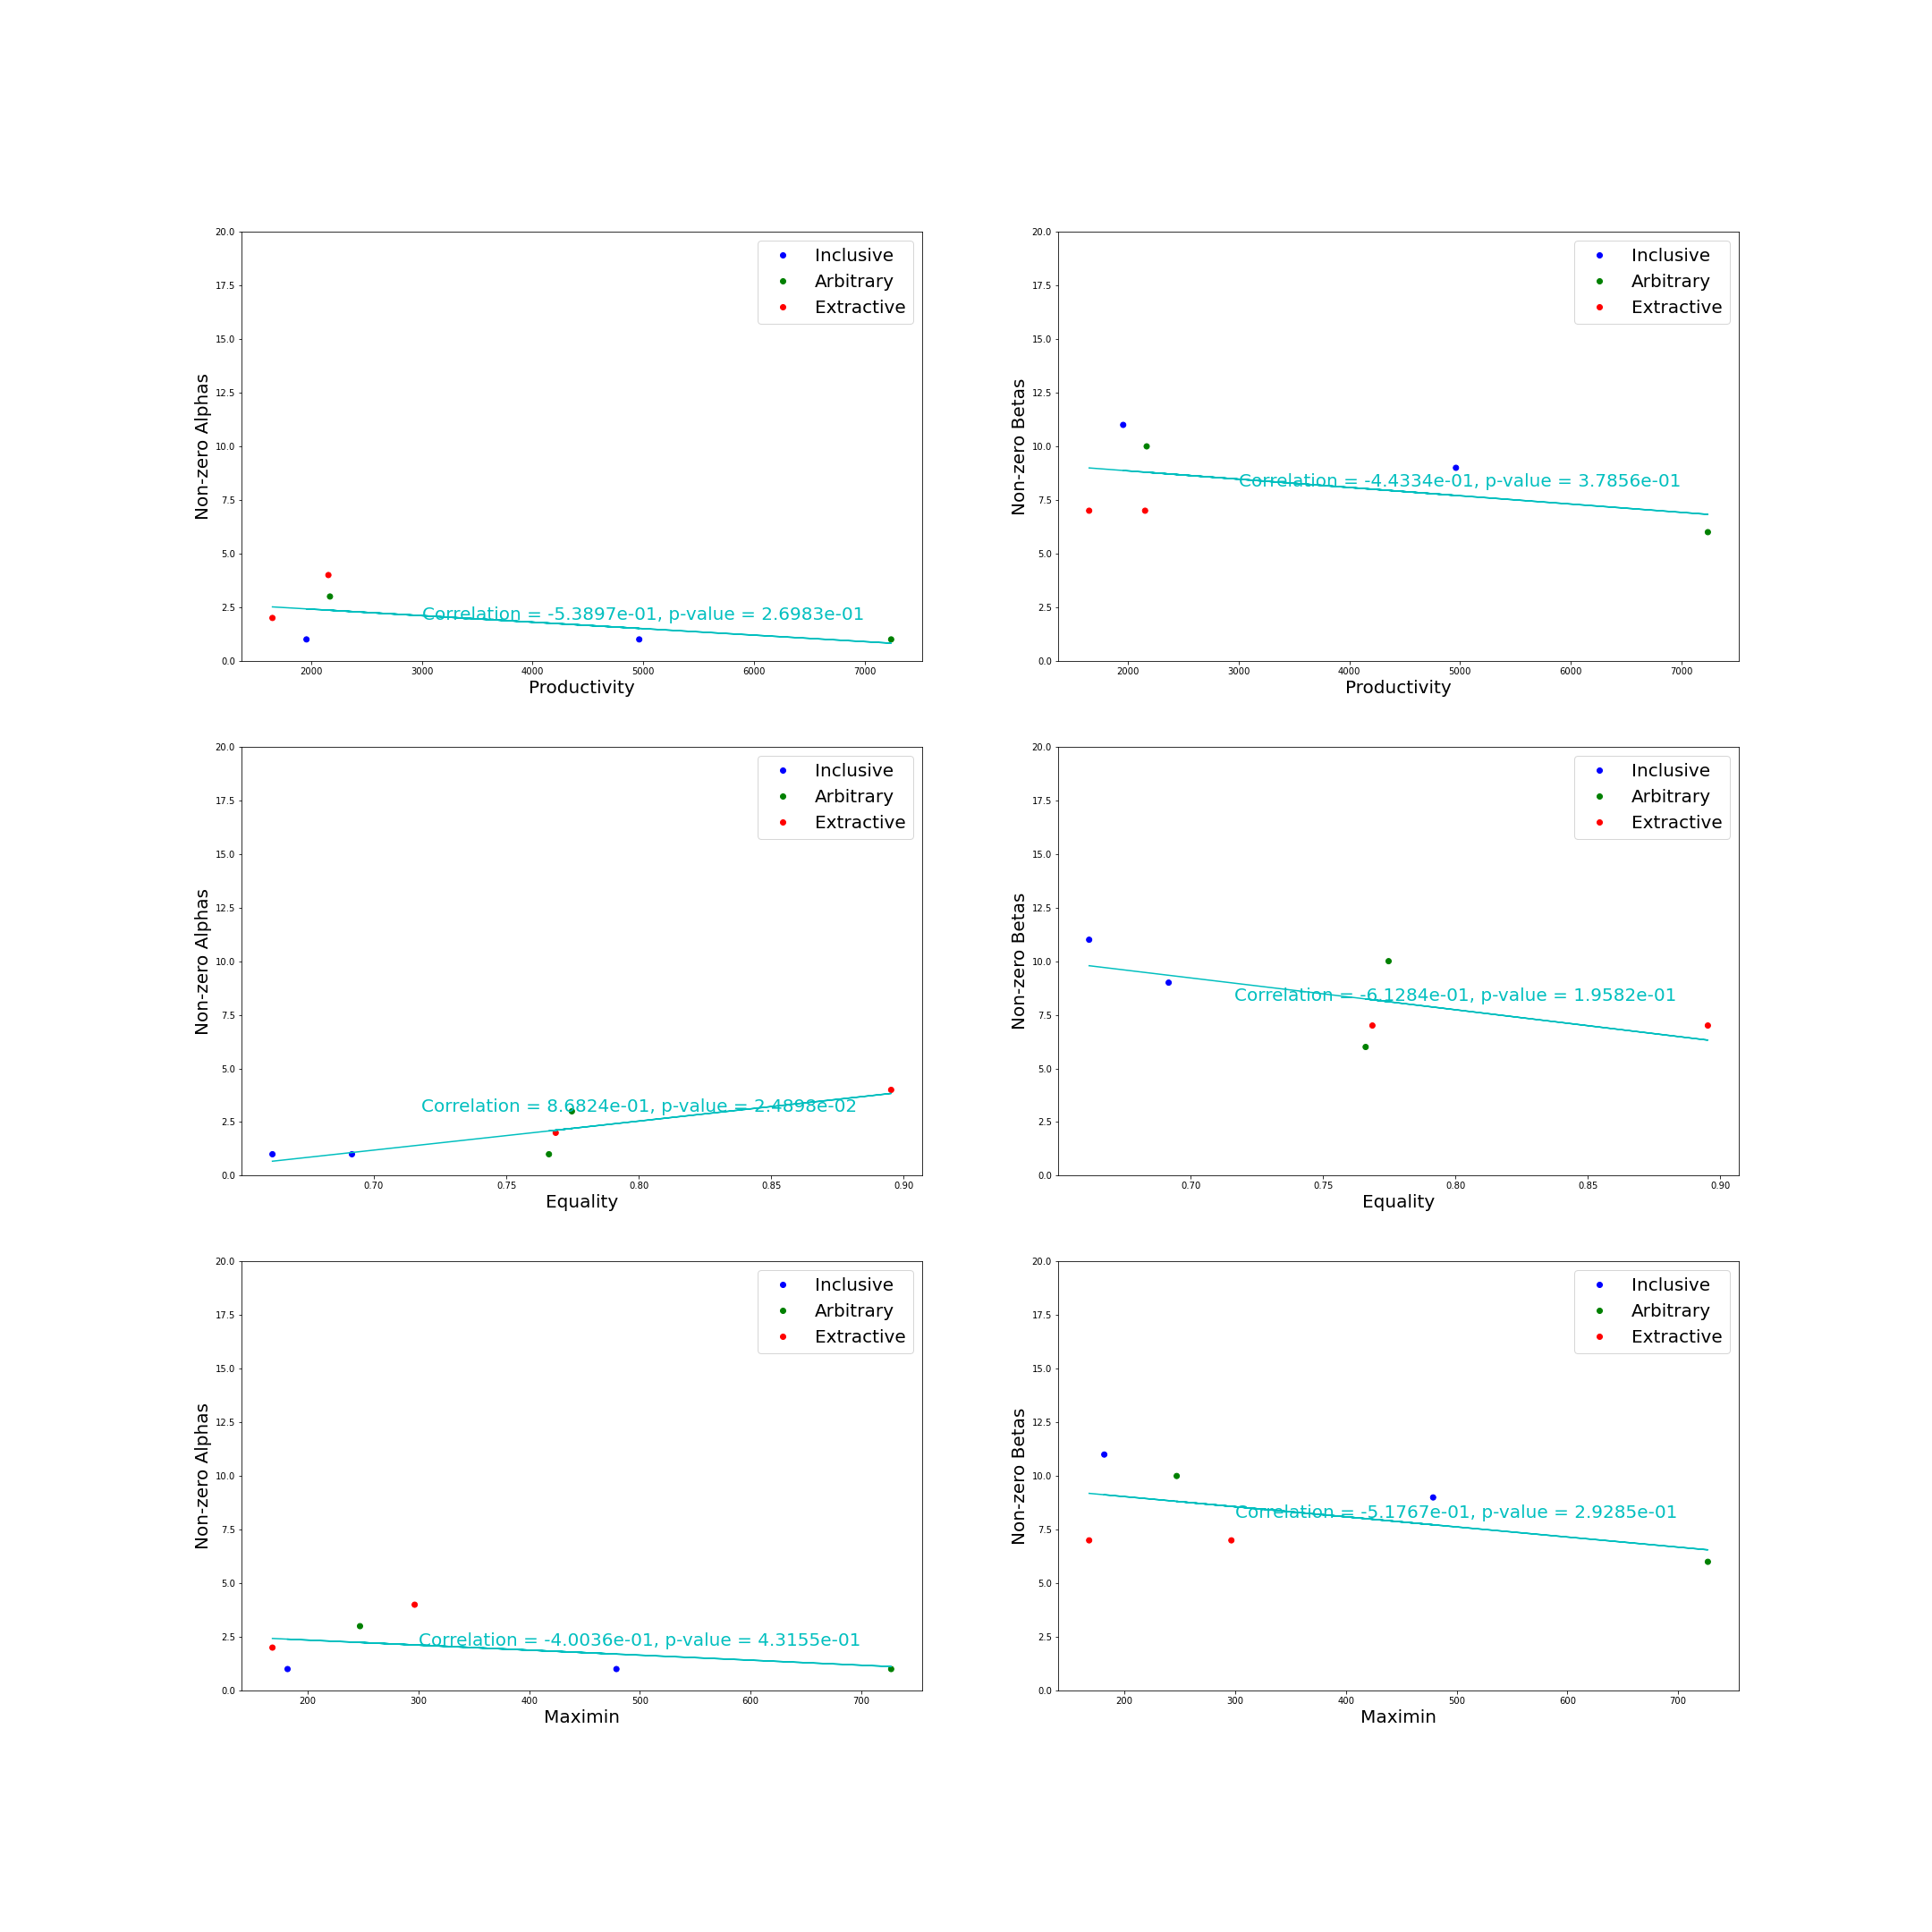 20.0
17.5
15.0
12.5
10.0
7.5
5.0
2.5
0.0
Non-zero Alphas
Inclusive
Arbitrary
Extractive
Correlation = -5.3897e-01, p-value = 2.6983e-01
2000 3000 4000 5000 6000 7000
Productivity
20.0
17.5
15.0
12.5
10.0
7.5
5.0
2.5
0.0
Non-zero Betas
Inclusive
Arbitrary
Extractive
Correlation = -4.4334e-01, p-value = 3.7856e-01
2000 3000 4000 5000 6000 7000
Productivity
20.0
17.5
15.0
12.5
10.0
7.5
5.0
2.5
0.0
Non-zero Alphas
Inclusive
Arbitrary
Extractive
Correlation = 8.6824e-01, p-value = 2.4898e-02
0.70 0.75 0.80 0.85 0.90
Equality
20.0
17.5
15.0
12.5
10.0
7.5
5.0
2.5
0.0
Non-zero Betas
Inclusive
Arbitrary
Extractive
Correlation = -6.1284e-01, p-value = 1.9582e-01
0.70 0.75 0.80 0.85 0.90
Equality
20.0
17.5
15.0
12.5
10.0
7.5
5.0
2.5
0.0
Non-zero Alphas
Inclusive
Arbitrary
Extractive
Correlation = -4.0036e-01, p-value = 4.3155e-01
200 300 400 500 600 700
Maximin
20.0
17.5
15.0
12.5
10.0
7.5
5.0
2.5
0.0
Non-zero Betas
Inclusive
Arbitrary
Extractive
Correlation = -5.1767e-01, p-value = 2.9285e-01
200 300 400 500 600 700
Maximin